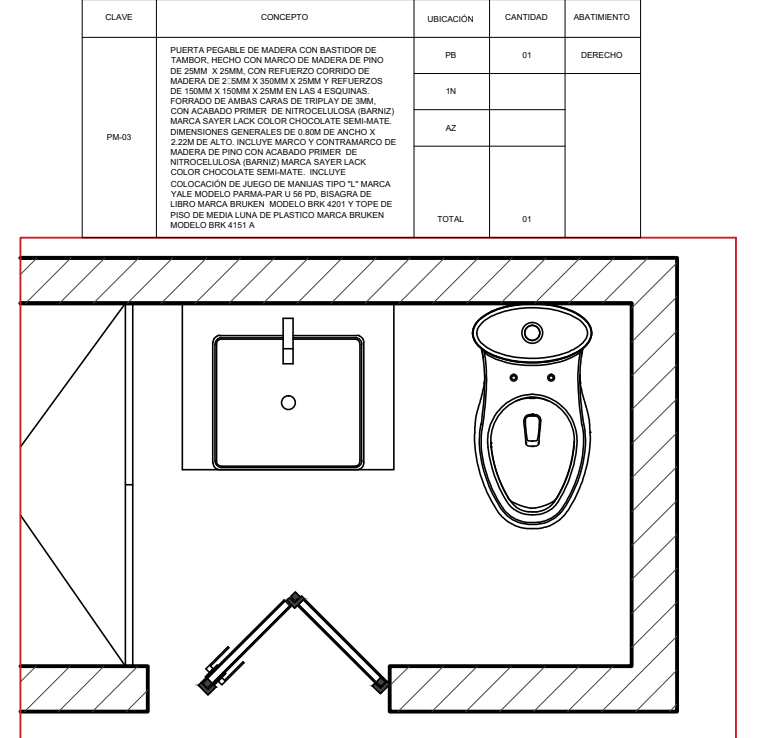 CLAVE CONCEPTO UBICACIÓN CANTIDAD ABATIMIENTO
PM-03
PUERTA PEGABLE DE MADERA CON BASTIDOR DE
TAMBOR, HECHO CON MARCO DE MADERA DE PINO
DE 25MM X 25MM, CON REFUERZO CORRIDO DE
MADERA DE X 350MM X 25MM Y REFUERZOS
DE 150MM X 150MM X 25MM EN LAS 4 ESQUINAS.
FORRADO DE AMBAS CARAS DE TRIPLAY DE 3MM,
CON ACABADO PRIMER DE NITROCELULOSA (BARNIZ)
MARCA SAYER LACK COLOR CHOCOLATE SEMI-MATE.
DIMENSIONES GENERALES DE 0.80M DE ANCHO X
2.22M DE ALTO. INCLUYE MARCO Y CONTRAMARCO DE
MADERA DE PINO CON ACABADO PRIMER DE
NITROCELULOSA (BARNIZ) MARCA SAYER LACK
COLOR CHOCOLATE SEMI-MATE. INCLUYE
COLOCACIÓN DE JUEGO DE MANIJAS TIPO "L" MARCA
YALE MODELO PARMA-PAR U 56 PD, BISAGRA DE
LIBRO MARCA BRUKEN MODELO BRK 4201 Y TOPE DE
PISO DE MEDIA LUNA DE PLASTICO MARCA BRUKEN
MODELO BRK 4151 A
PB 01 DERECHO
1N
AZ
TOTAL 01